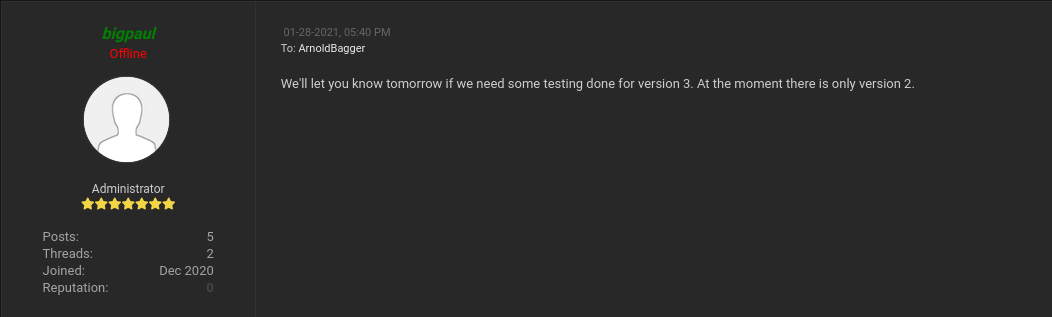 bigpaul
Offline
Administrator
Posts: 5
Threads: 2
Joined: Dec 2020
Reputation: 0
01-28-2021, 05:40 PM
To: ArnoldBagger
We'll let you know tomorrow if we need some testing done for version 3. At the moment there is only version 2.